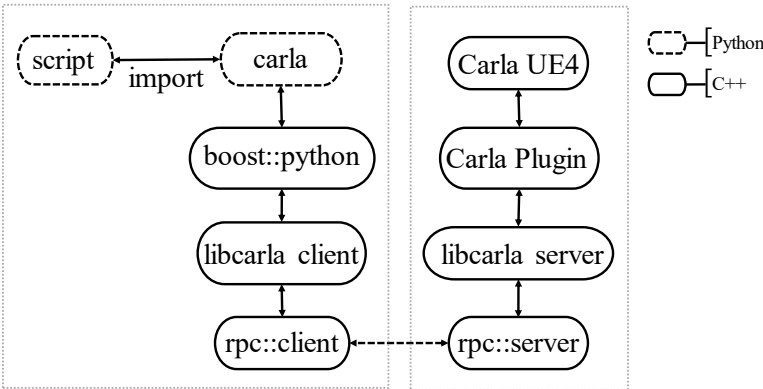 script
import
carla
boost::python
libcarla client
rpc::client
Carla UE4
Carla Plugin
libcarla server
rpc::server
Python
C++